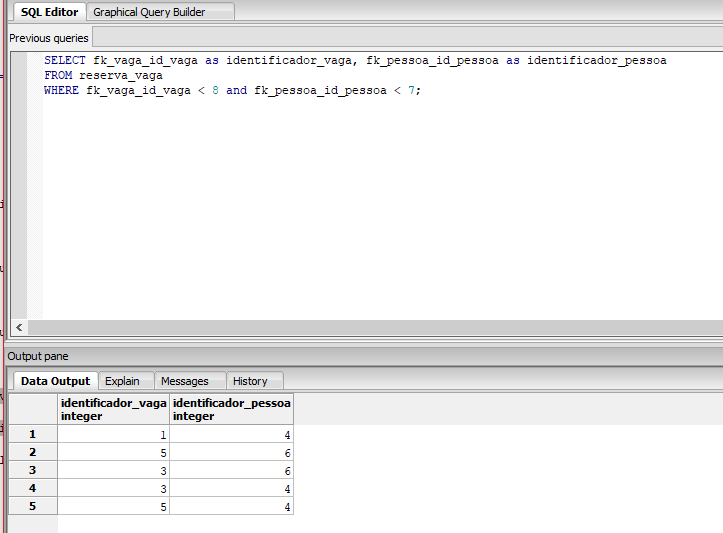 SQL Editor Graphical Query Builder
Previous queries
SELECT fk_vaga_id_vaga as identificador_vaga, fk_pessoa_id_pessoa as identificador_pessoa
FROM reserva_vaga
WHERE fk_vaga_id_vaga < 8 and fk_pessoa_id_pessoa < 7;
<
Output pane
Data Output Explain Messages History
identificador_vaga identificador_pessoa
integer integer
1 1 4
2 5 6
3 3 6
4 3 4
5 5 4